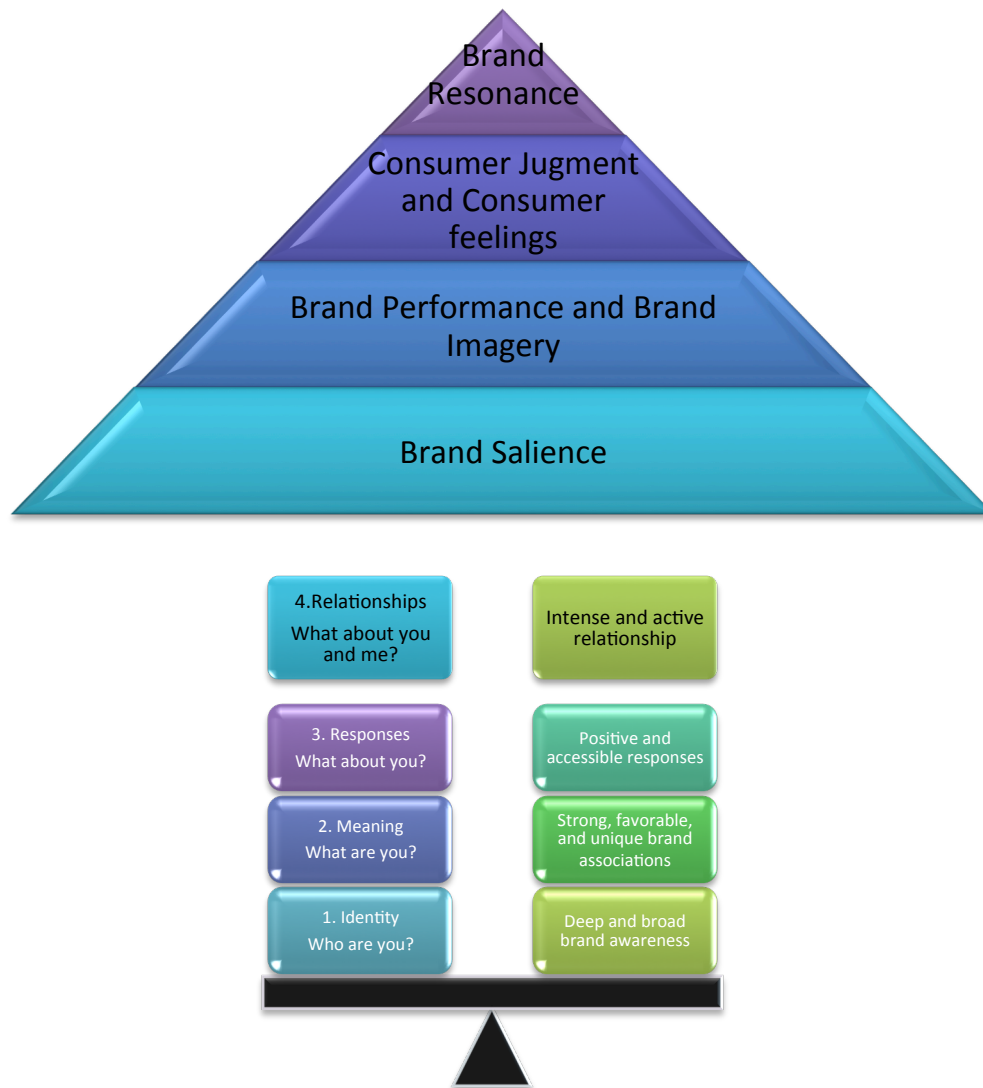 Brand
Resonance
Consumer Jugment
and Consumer
feelings
Brand Performance and Brand
Imagery
Brand Salience
4.Relationships
What about you
and me?
Intense and active
relationship
3. Responses
What about you?
Positive and
accessible responses
2. Meaning
What are you?
Strong, favorable,
and unique brand
associations
1. Identity
Who are you?
Deep and broad
brand awareness